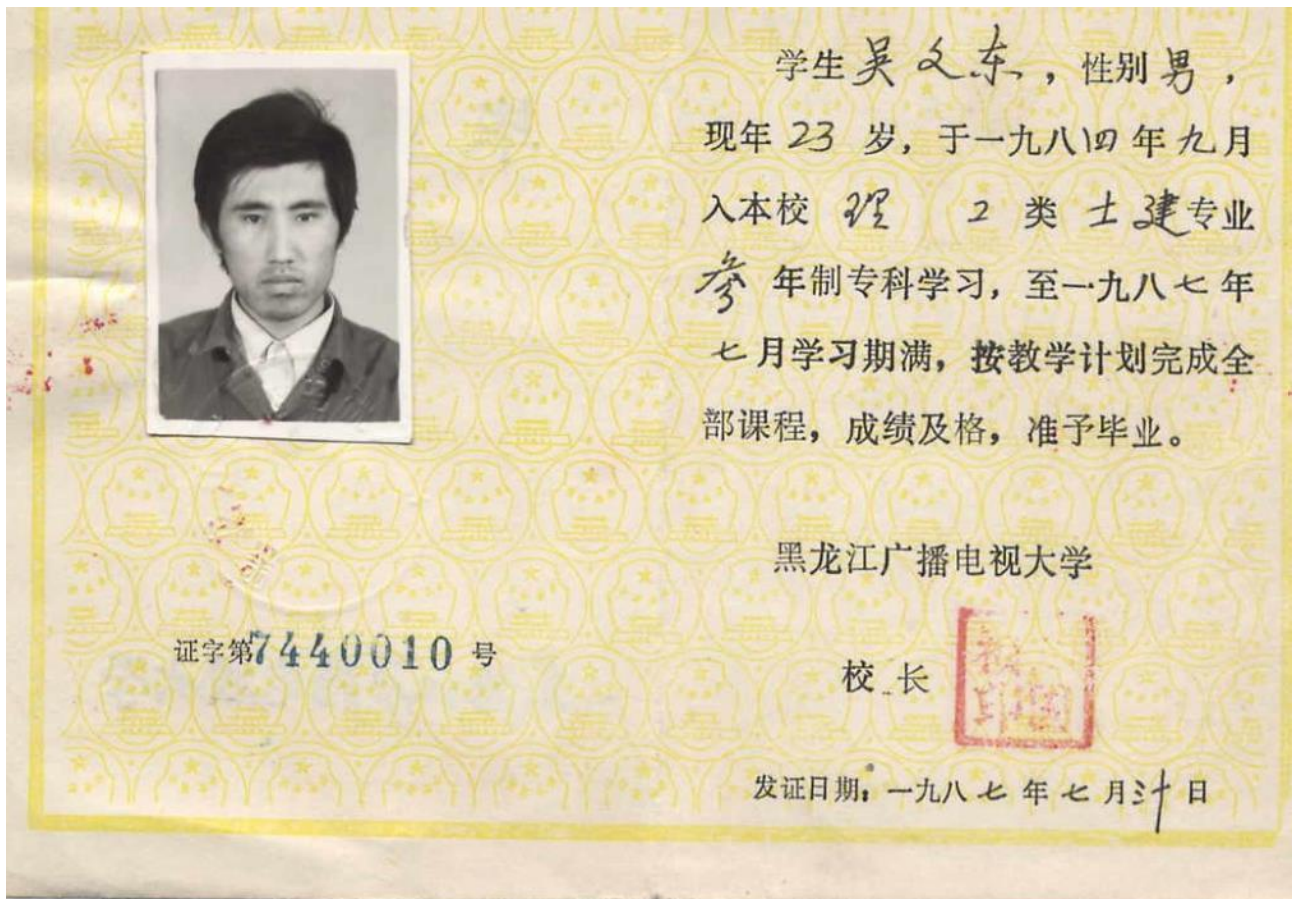 学生吴文东，性别男，
现年23岁，于一九八四年九月
入本校理工类土建专业
叁年制专科学习，至一九八七年
七月学习期满，按教学计划完成全
部课程，成绩及格，准予毕业。
黑龙江广播电视大学
证字第7440010号
校长
发证日期：一九八七年七月三十日